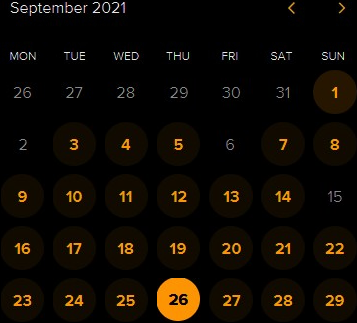 September 2021 < >
MON TUE WED THU FRI SAT SUN
26 27 28 29 30 31 1
2 3 4 5 6 7 8
9 10 11 12 13 14 15
16 17 18 19 20 21 22
23 24 25 26 27 28 29